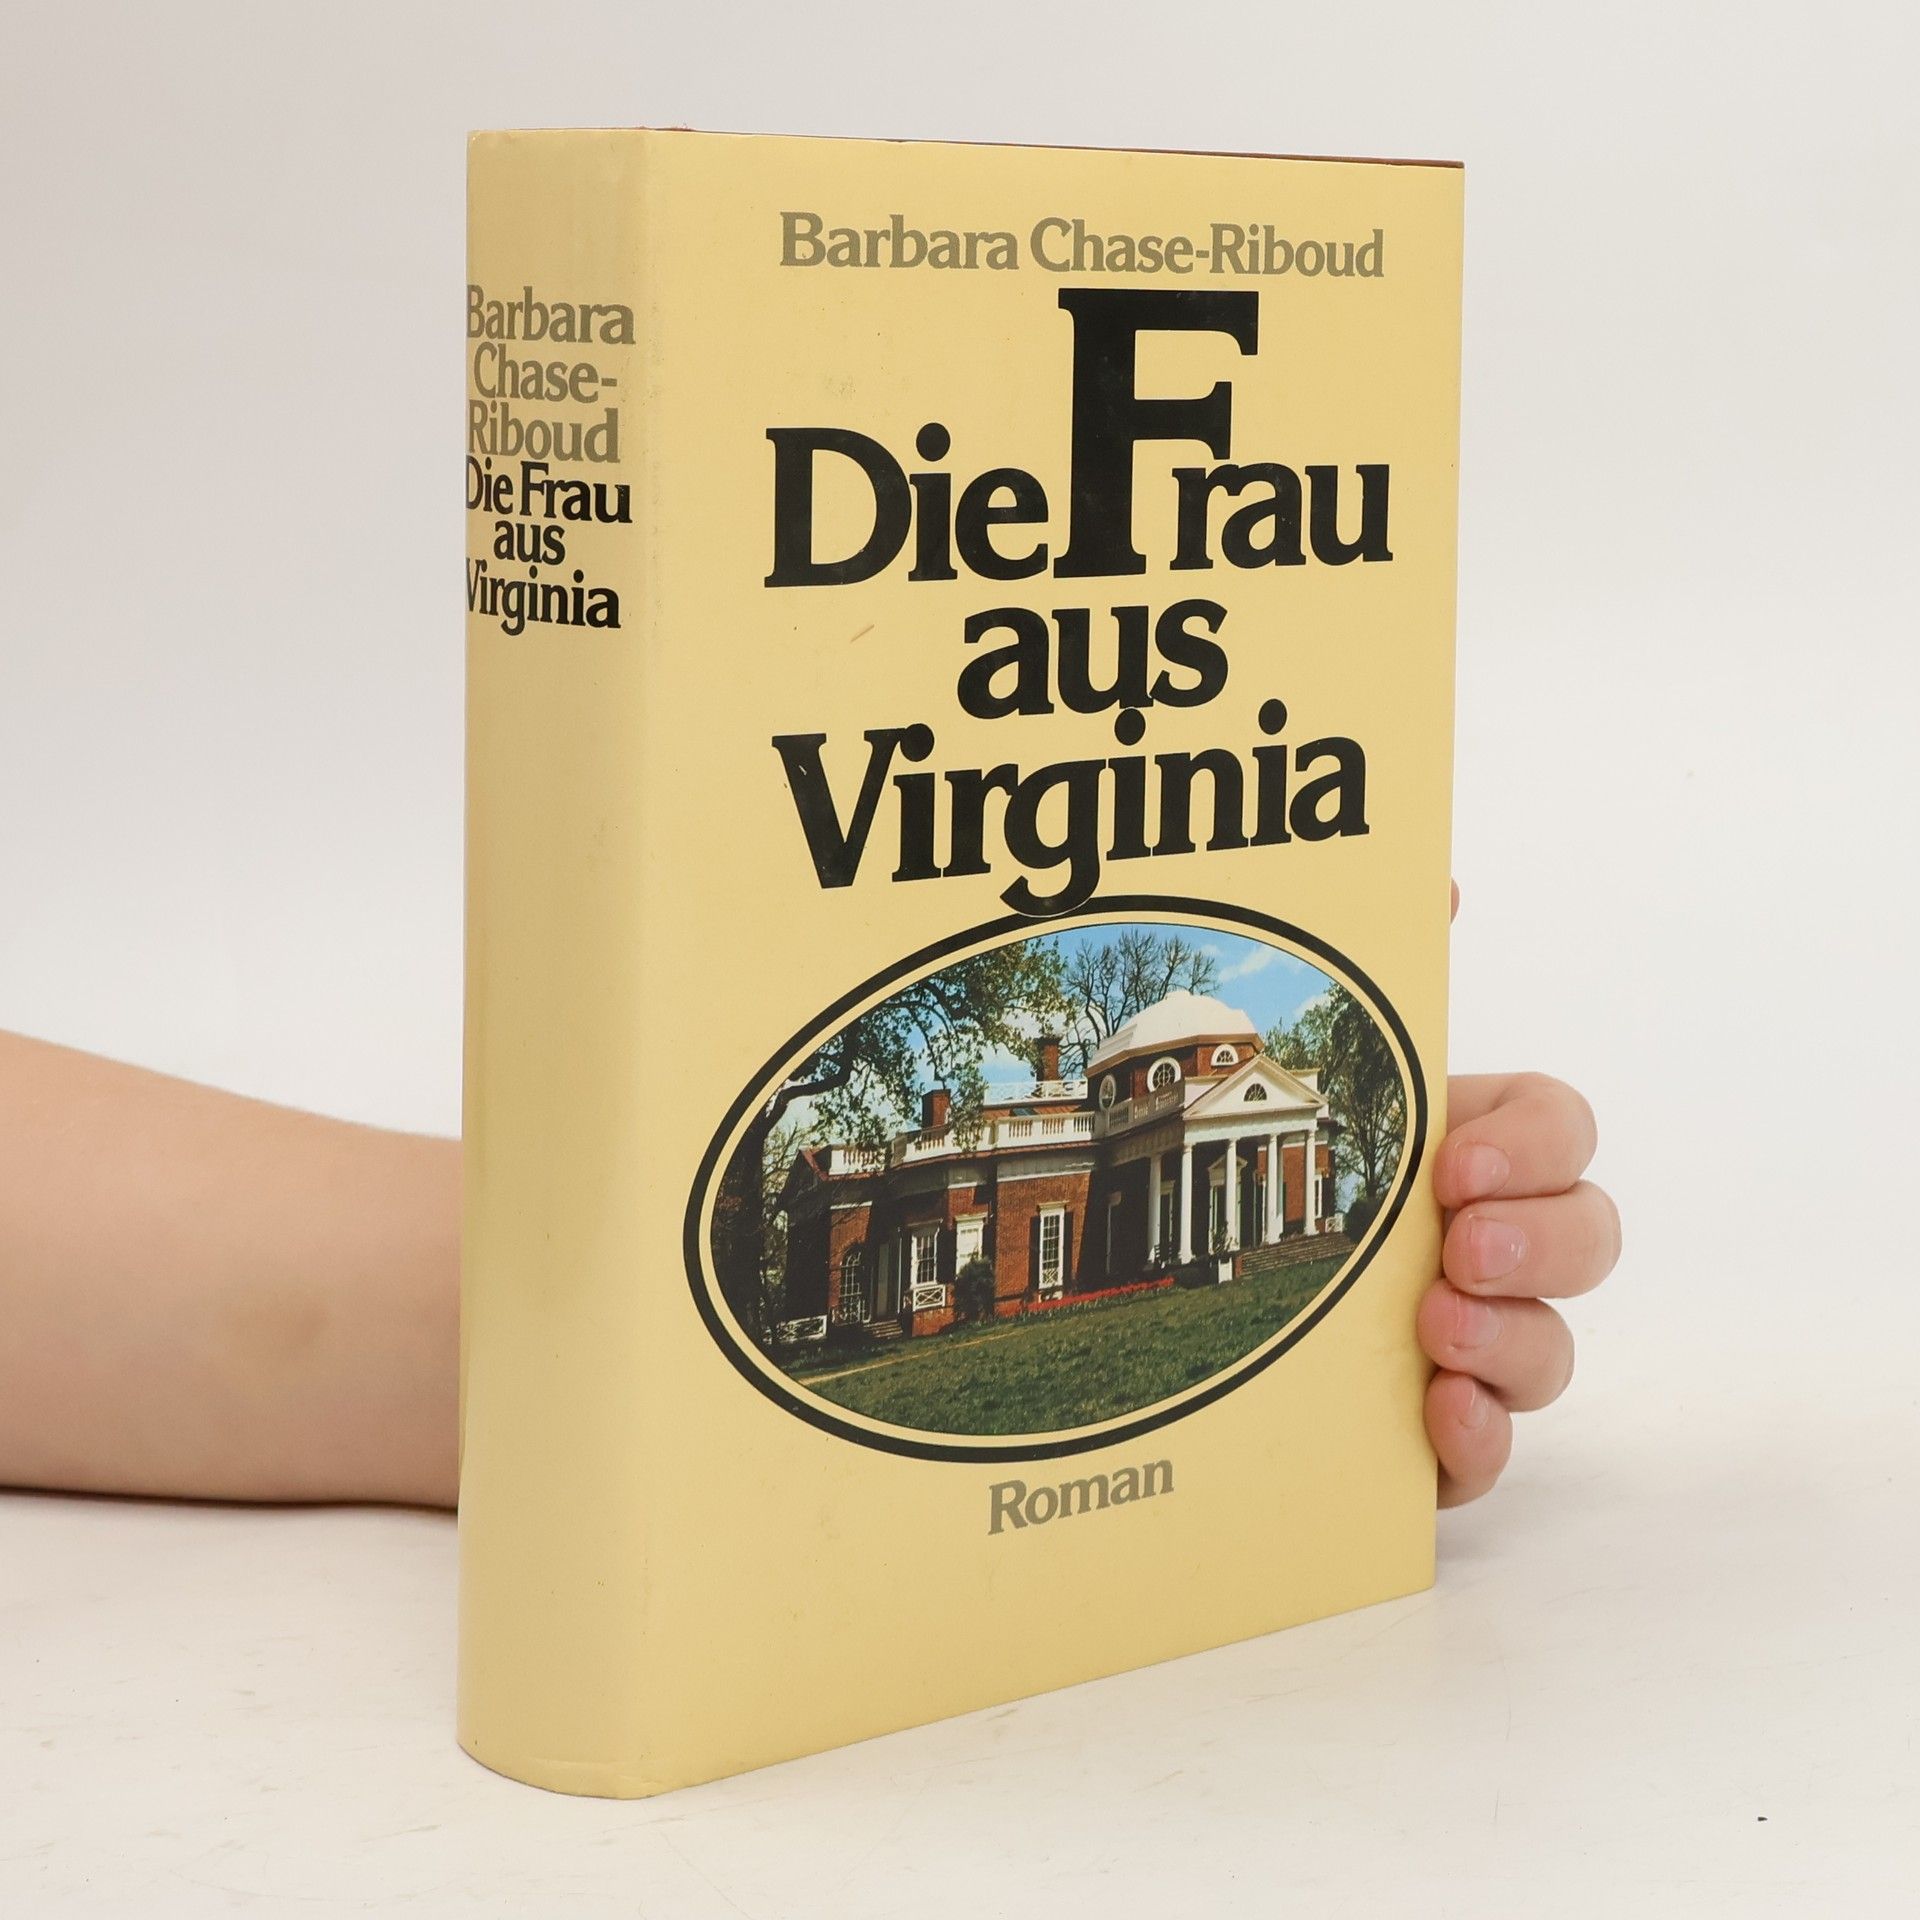 Barbara
Chase-
Riboud
Die Frau
aus
Virginia
Barbara Chase-Riboud
Die Frau
aus
Virginia
Roman